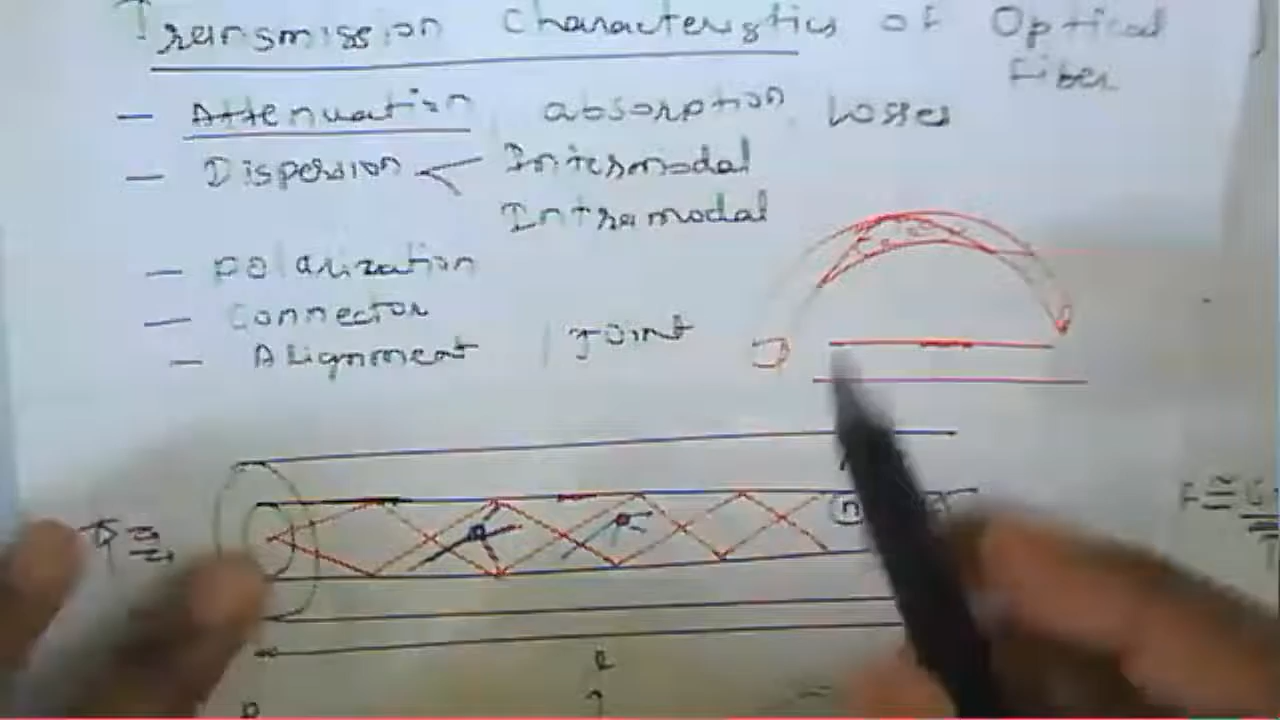 Transmission Characteristics of Optical
Fiber
- Attenuation absorption Losses
- Dispersion < Intermodal
Intramodal
- Polarization
- Connector
- Alignment / Joint